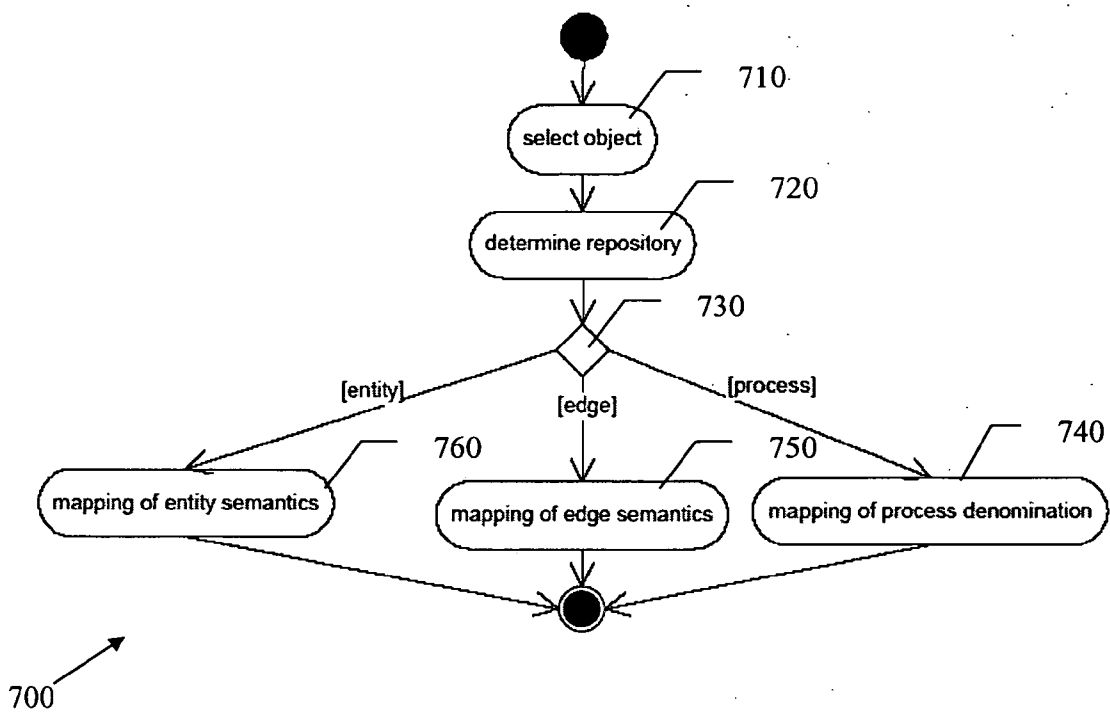 710
select object
720
determine repository
730
[entity]
[edge]
[process]
760
750
740
mapping of entity semantics
mapping of edge semantics
mapping of process denomination
700